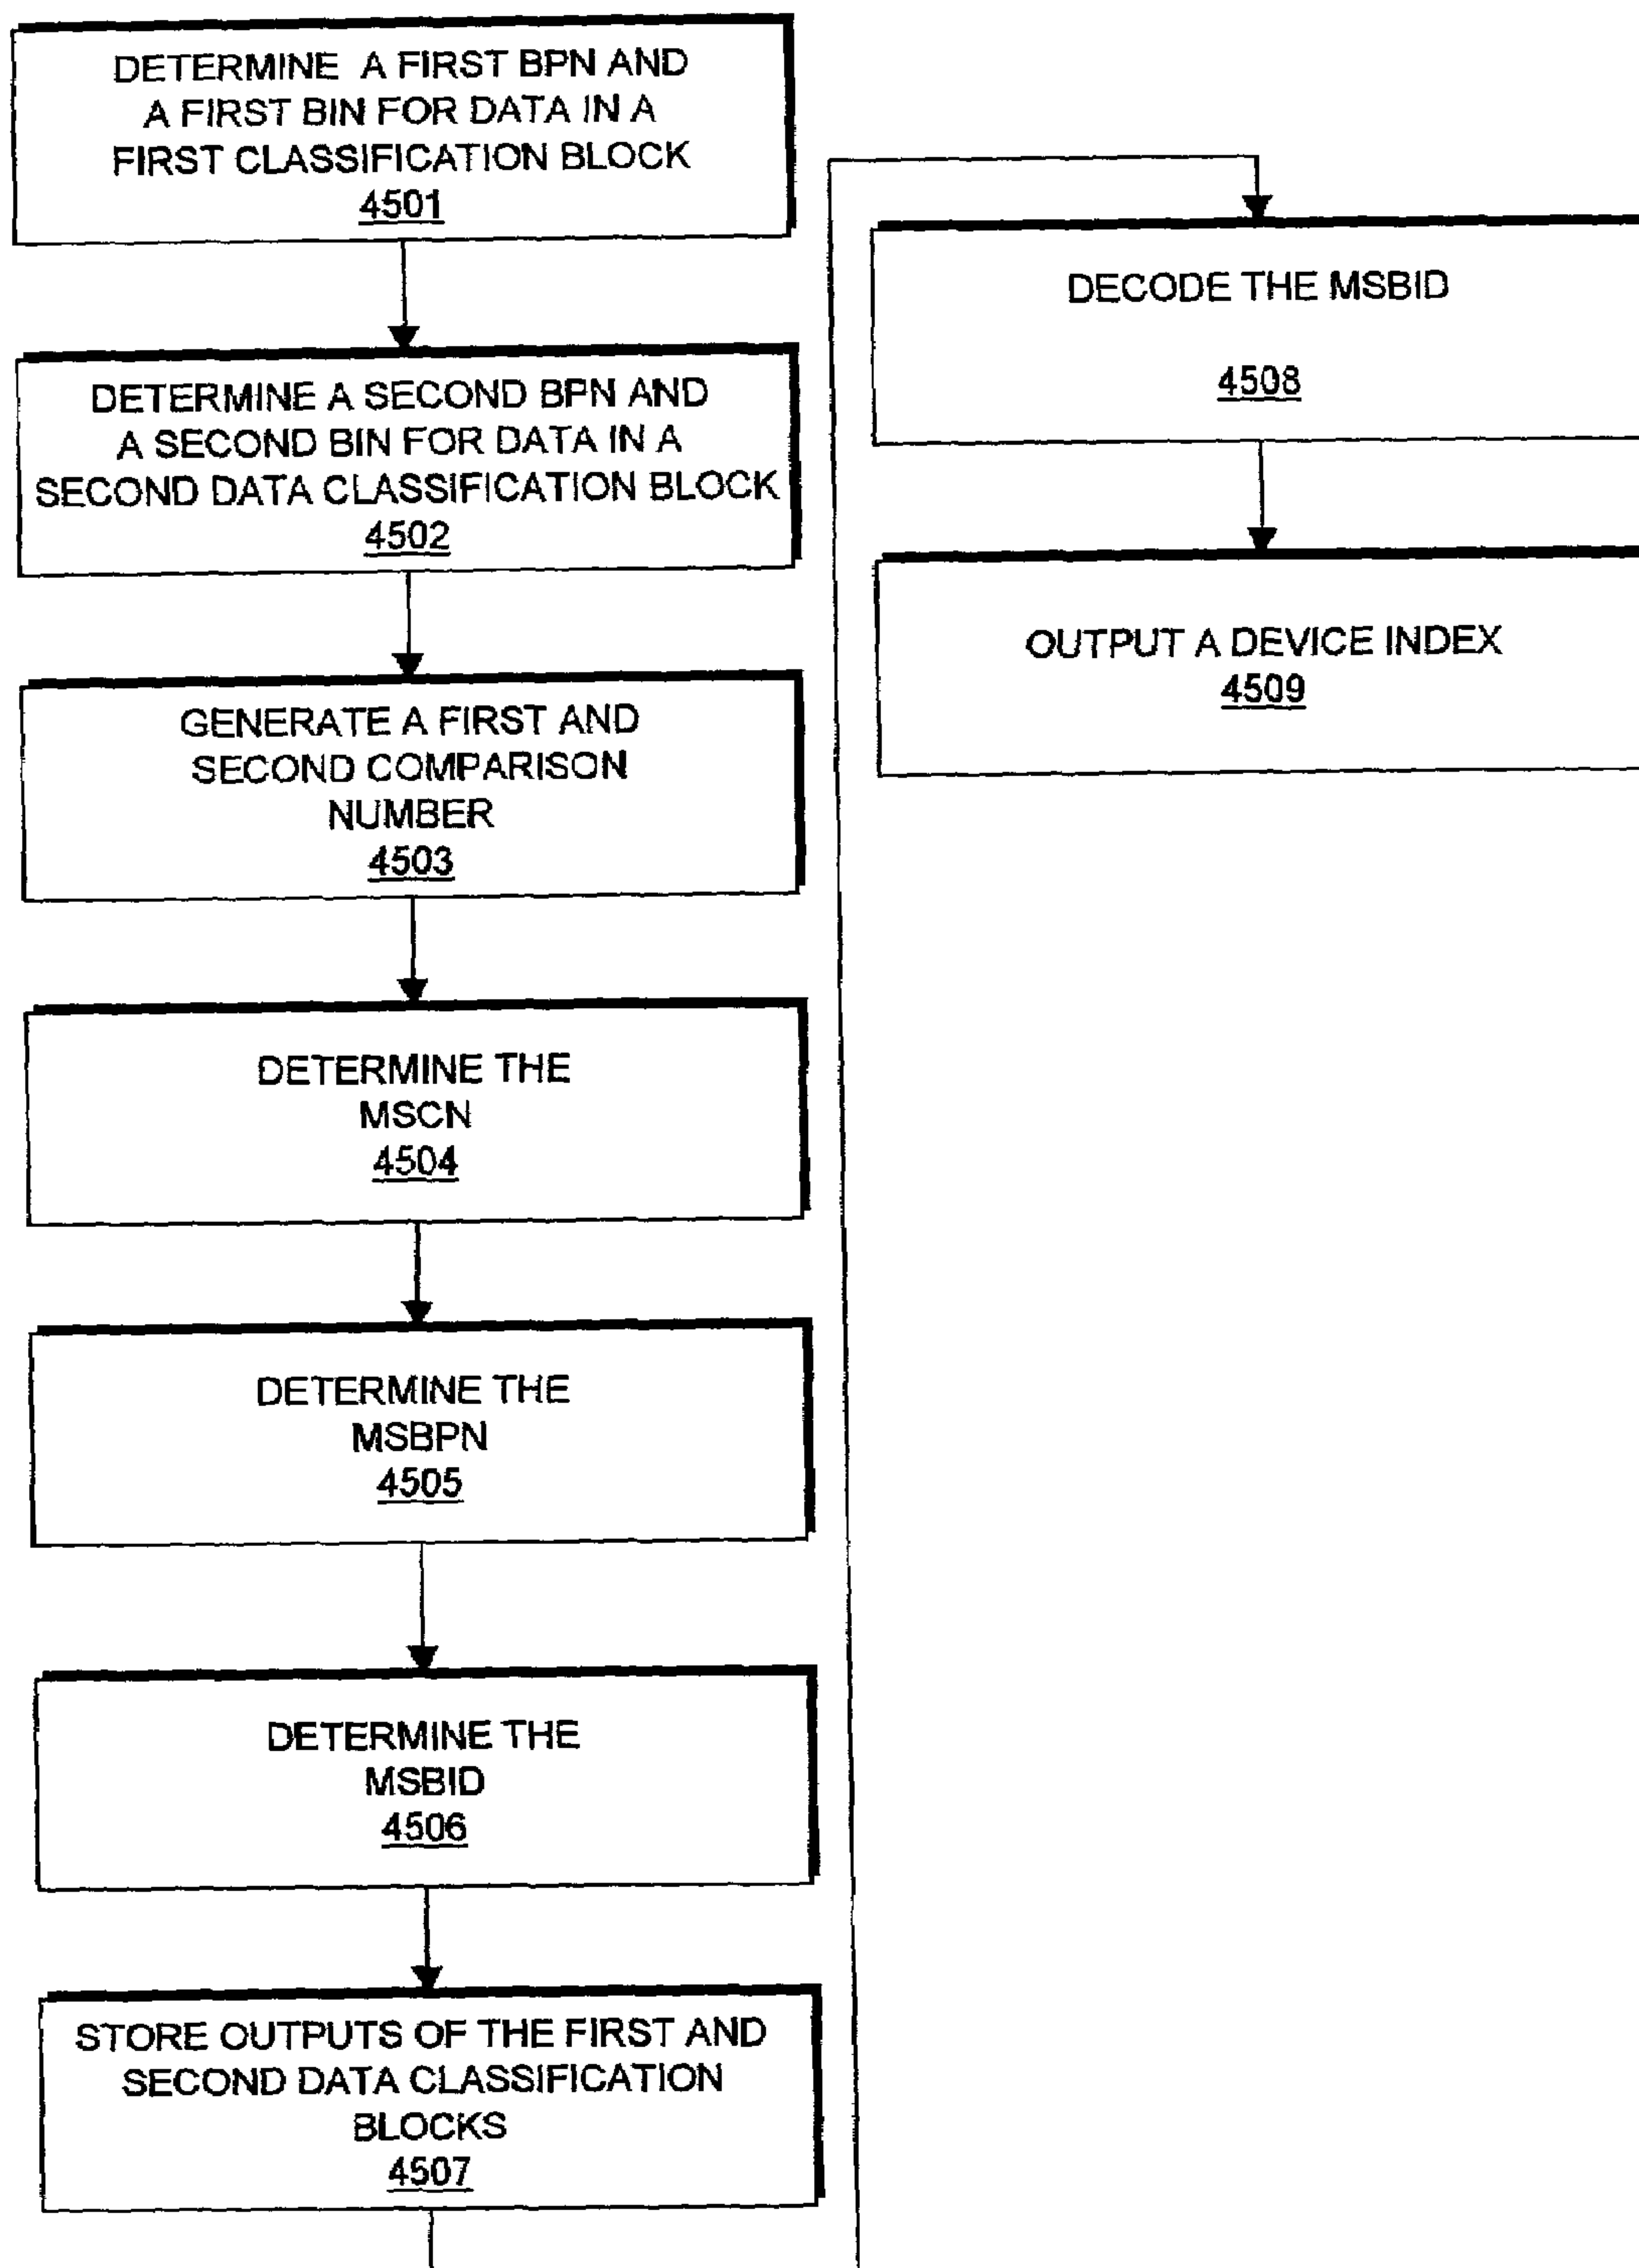 DETERMINE A FIRST BPN AND
A FIRST BIN FOR DATA IN A
FIRST CLASSIFICATION BLOCK
4501
DETERMINE A SECOND BPN AND
A SECOND BIN FOR DATA IN A
SECOND DATA CLASSIFICATION BLOCK
4502
GENERATE A FIRST AND
SECOND COMPARISON
NUMBER
4503
DETERMINE THE
MSCN
4504
DETERMINE THE
MSBPN
4505
DETERMINE THE
MSBID
4506
STORE OUTPUTS OF THE FIRST AND
SECOND DATA CLASSIFICATION
BLOCKS
4507
DECODE THE MSBID
4508
OUTPUT A DEVICE INDEX
4509